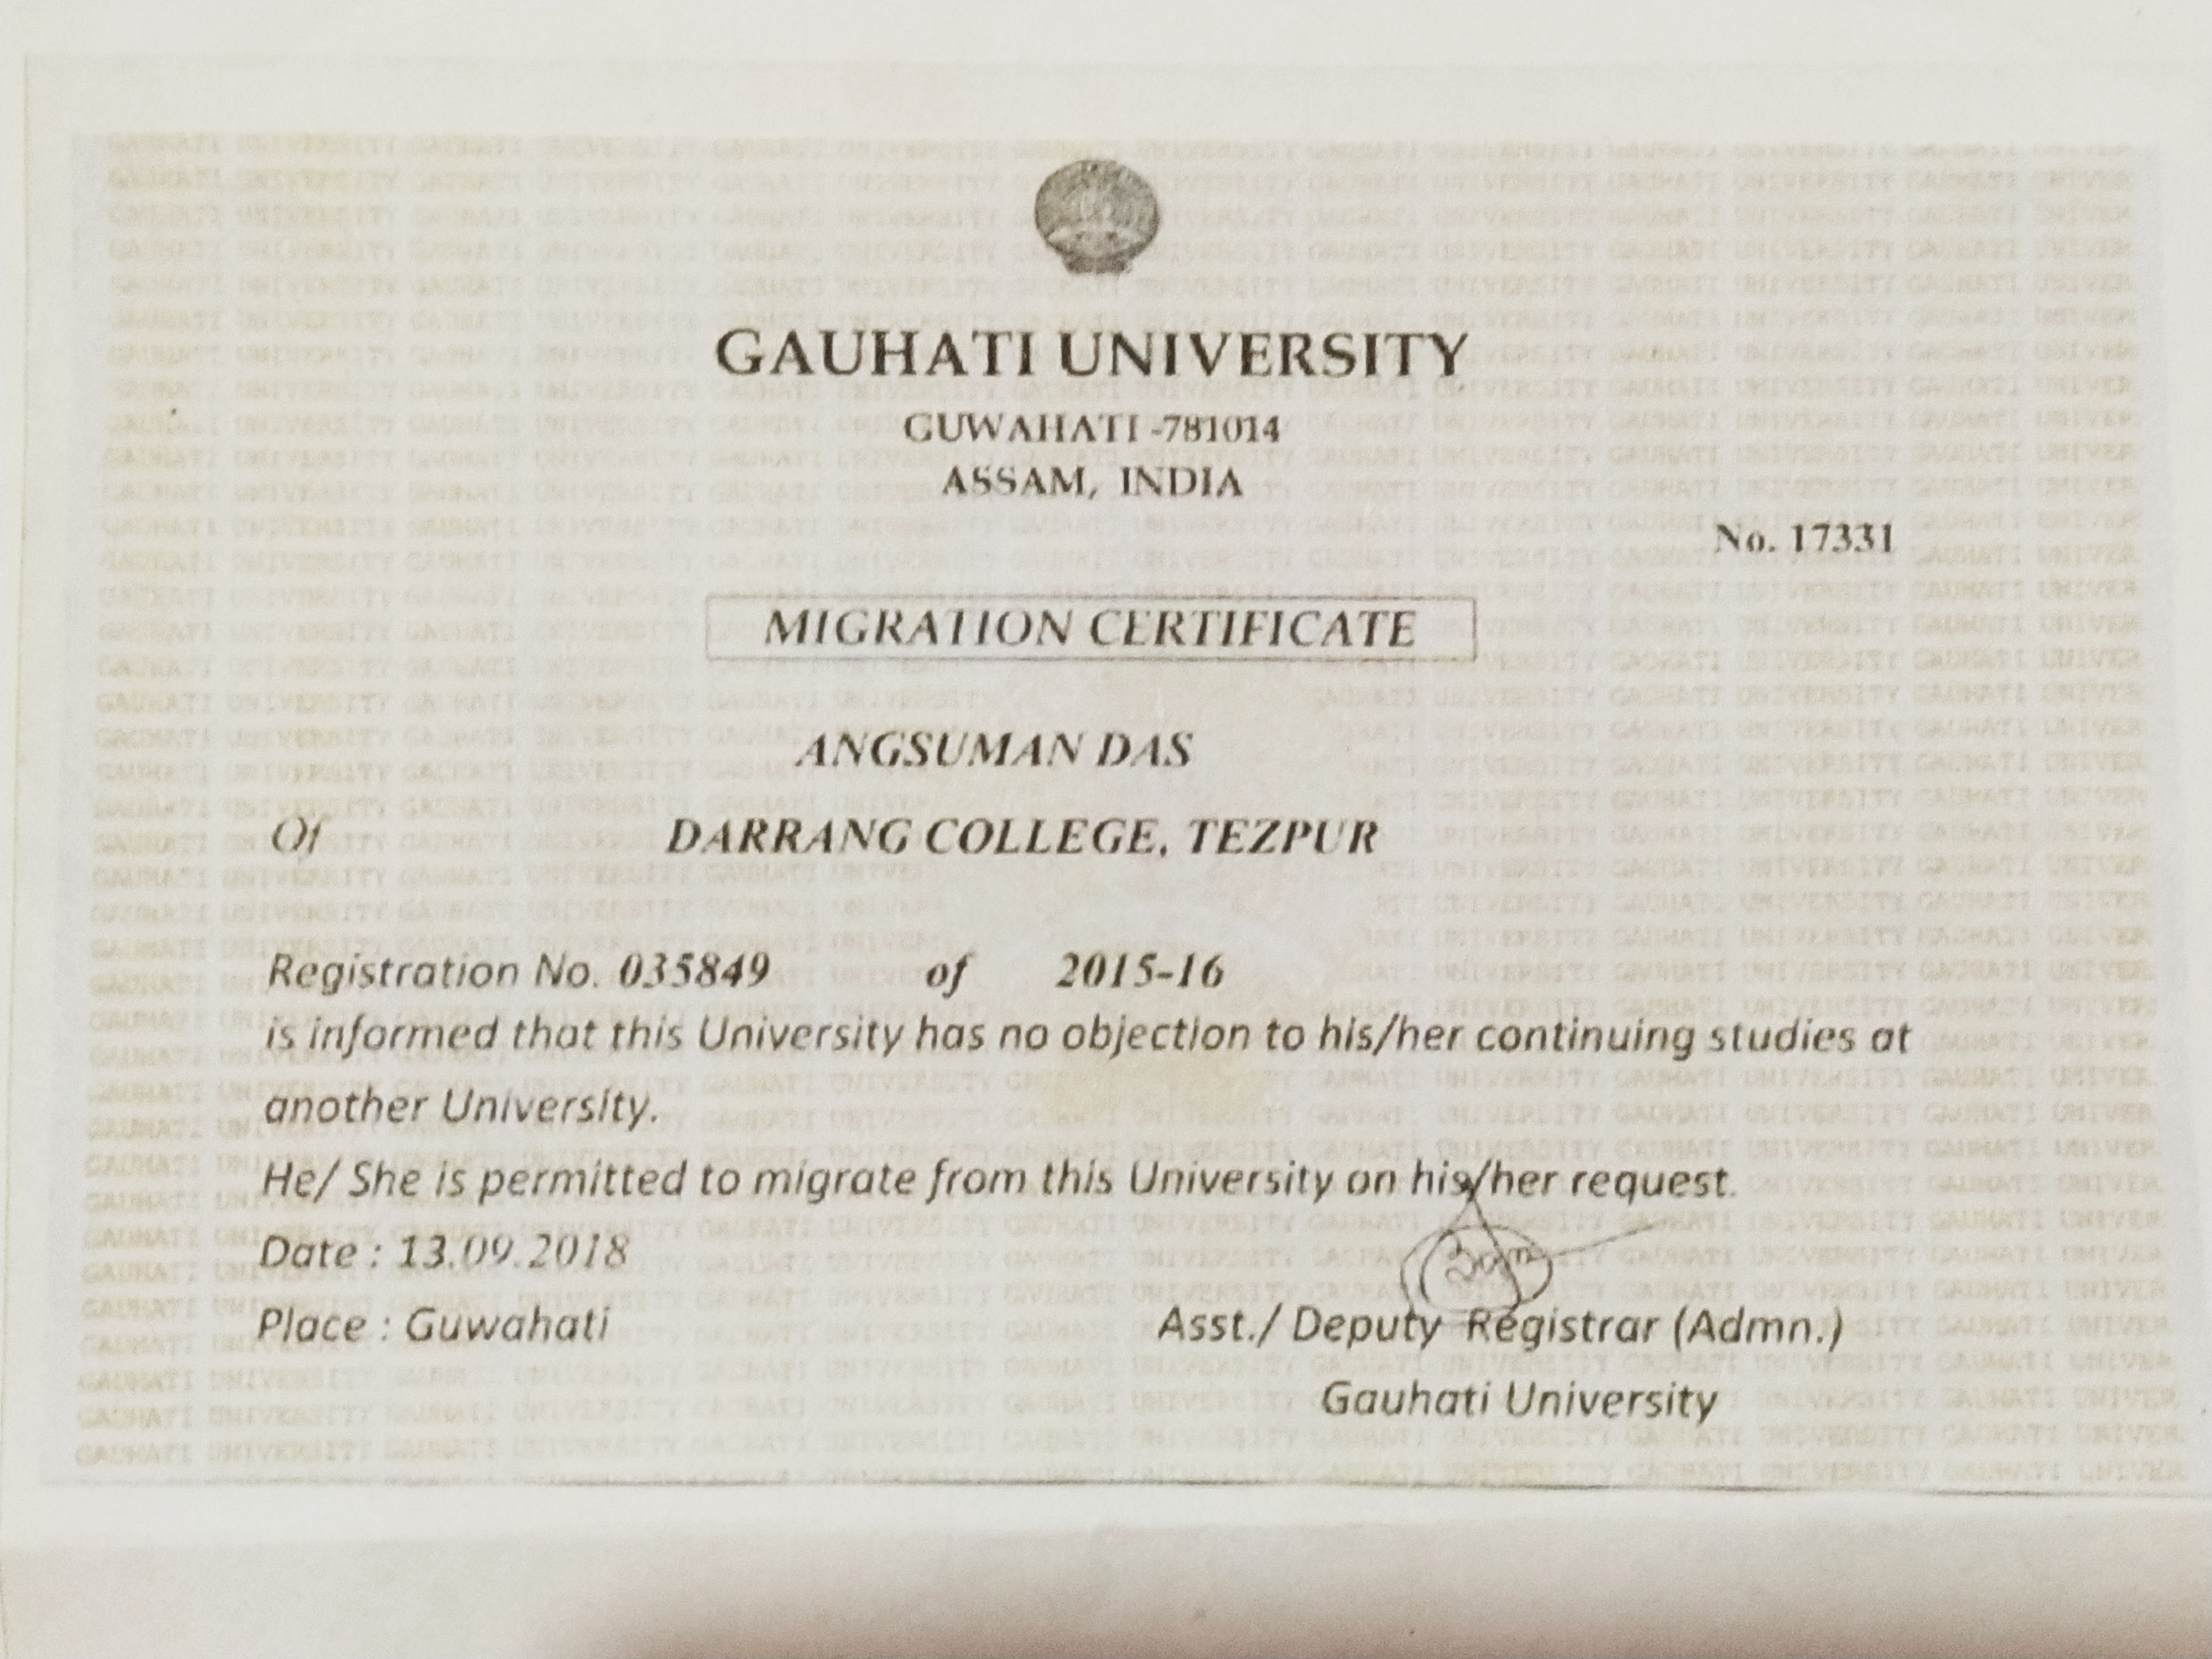 GAUHATI UNIVERSITY
GUWAHATI -781014
ASSAM, INDIA
No. 17331
MIGRATION CERTIFICATE
ANGSUMAN DAS
Of DARRANG COLLEGE, TEZPUR
Registration No. 035849 of 2015-16
is informed that this University has no objection to his/her continuing studies at
another University.
He/ She is permitted to migrate from this University on his/her request.
Date : 13.09.2018
Place : Guwahati
Asst./ Deputy Registrar (Admn.)
Gauhati University